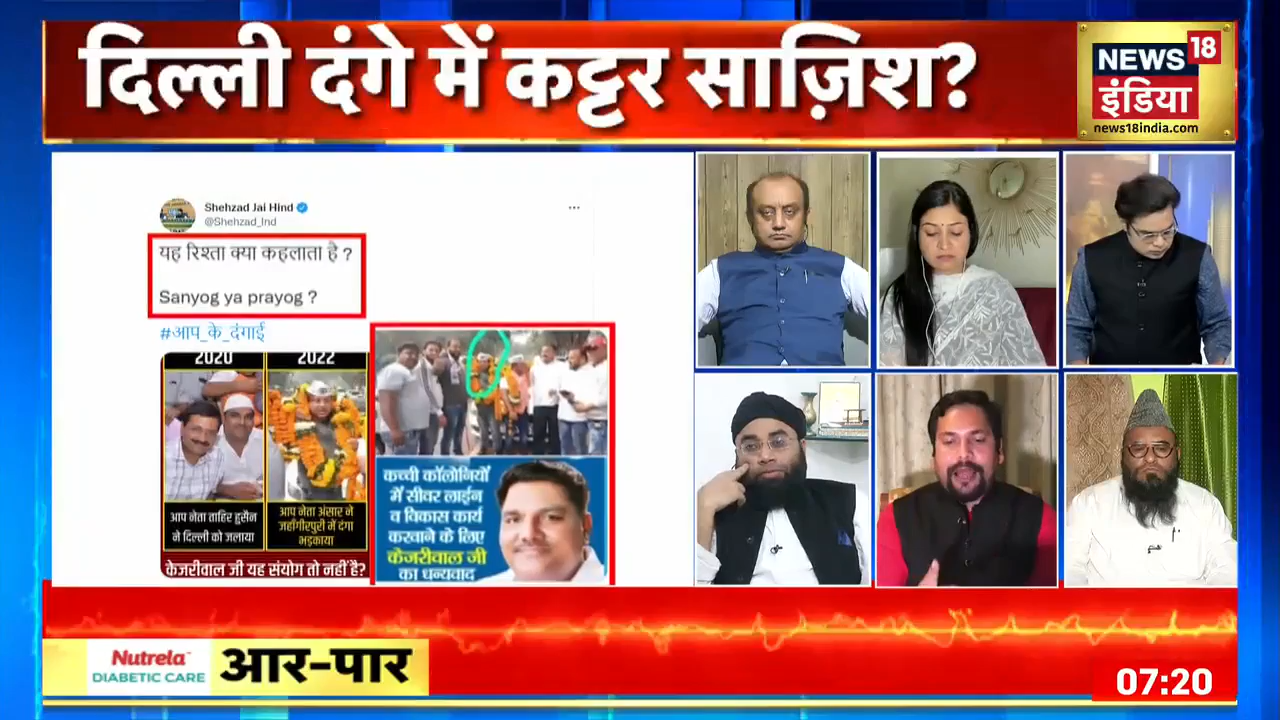 दिल्ली दंगे में कट्टर साज़िश?
NEWS 18
इंडिया
news18india.com
Shehzad Jai Hind
@Shehzad_Ind
यह रिश्ता क्या कहलाता है ?
Sanyog ya prayog ?
#आप_के_दंगाई
2020
2022
आप नेता ताहिर हुसैन
ने दिल्ली को जलाया
आप नेता अंसार ने
जहाँगीरपुरी में दंगा
भड़काया
केजरीवाल जी यह संयोग तो नहीं है?
कच्ची कॉलोनियों
में सीवर लाईन
व विकास कार्य
करवाने के लिए
केजरीवाल जी
का धन्यवाद
Nutrela™
DIABETIC CARE
आर-पार
07:20